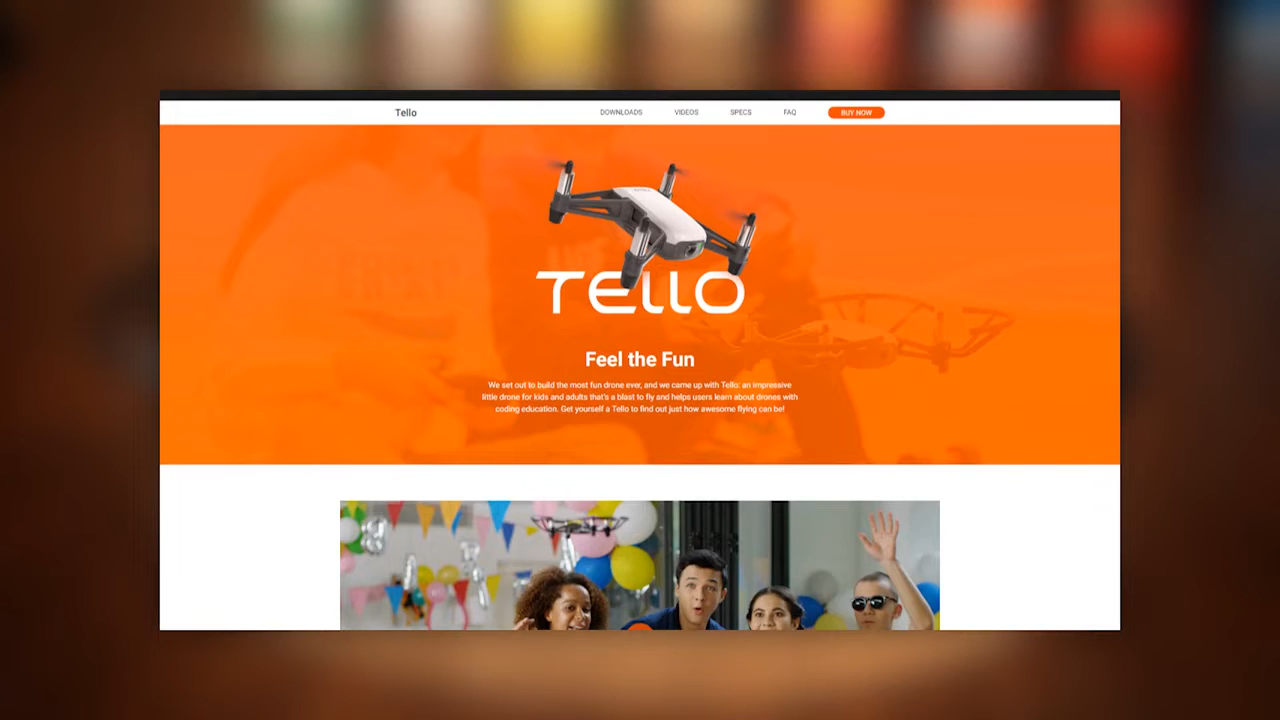 Tello
DOWNLOADS
VIDEOS
SPECS
FAQ
BUY NOW
TELLO
Feel the Fun
We set out to build the most fun drone ever, and we came up with Tello: an impressive
little drone for kids and adults that's a blast to fly and helps users learn about drones with
coding education. Get yourself a Tello to find out just how awesome flying can be!